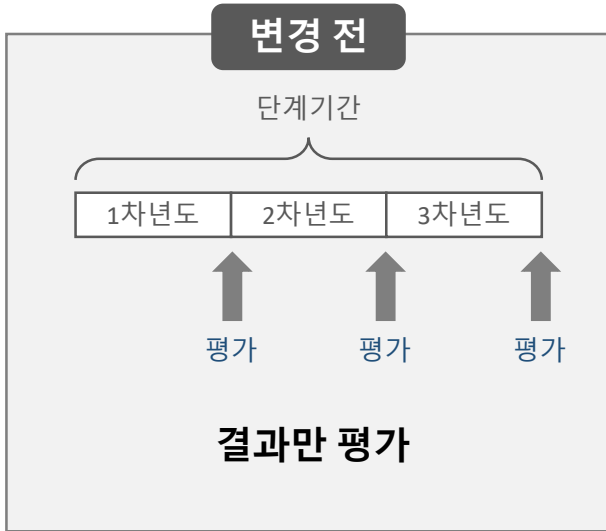 변경 전
단계기간
1차년도 2차년도 3차년도
평가 평가 평가
결과만 평가